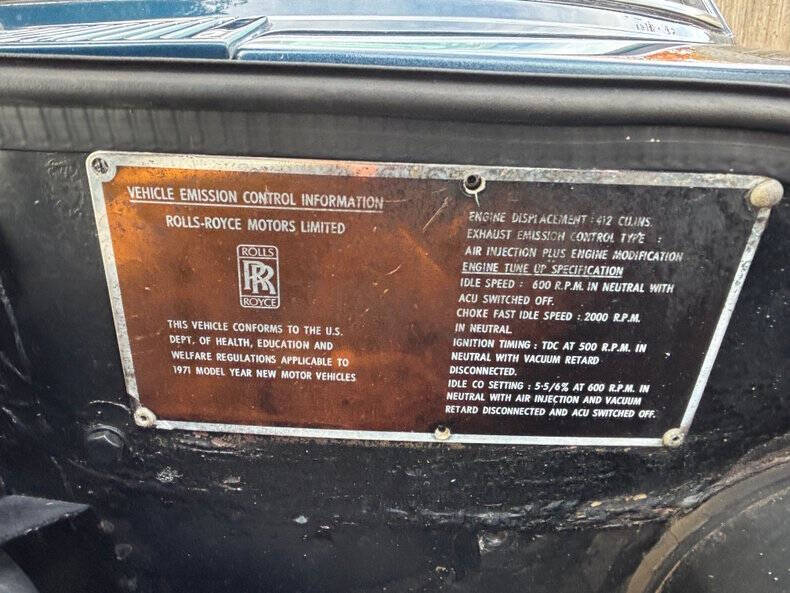 VEHICLE EMISSION CONTROL INFORMATION
ROLLS-ROYCE MOTORS LIMITED
ROLLS
RR
ROYCE
THIS VEHICLE CONFORMS TO THE U.S.
DEPT. OF HEALTH, EDUCATION AND
WELFARE REGULATIONS APPLICABLE TO
1971 MODEL YEAR NEW MOTOR VEHICLES
ENGINE DISPLACEMENT : 412 CU.INS.
EXHAUST EMISSION CONTROL TYPE :
AIR INJECTION PLUS ENGINE MODIFICATION
ENGINE TUNE UP SPECIFICATION
IDLE SPEED : 600 R.P.M. IN NEUTRAL WITH
ACU SWITCHED OFF.
CHOKE FAST IDLE SPEED : 2000 R.P.M.
IN NEUTRAL.
IGNITION TIMING : TDC AT 500 R.P.M. IN
NEUTRAL WITH VACUUM RETARD
DISCONNECTED.
IDLE CO SETTING : 5·5/6% AT 600 R.P.M. IN
NEUTRAL WITH AIR INJECTION AND VACUUM
RETARD DISCONNECTED AND ACU SWITCHED OFF.